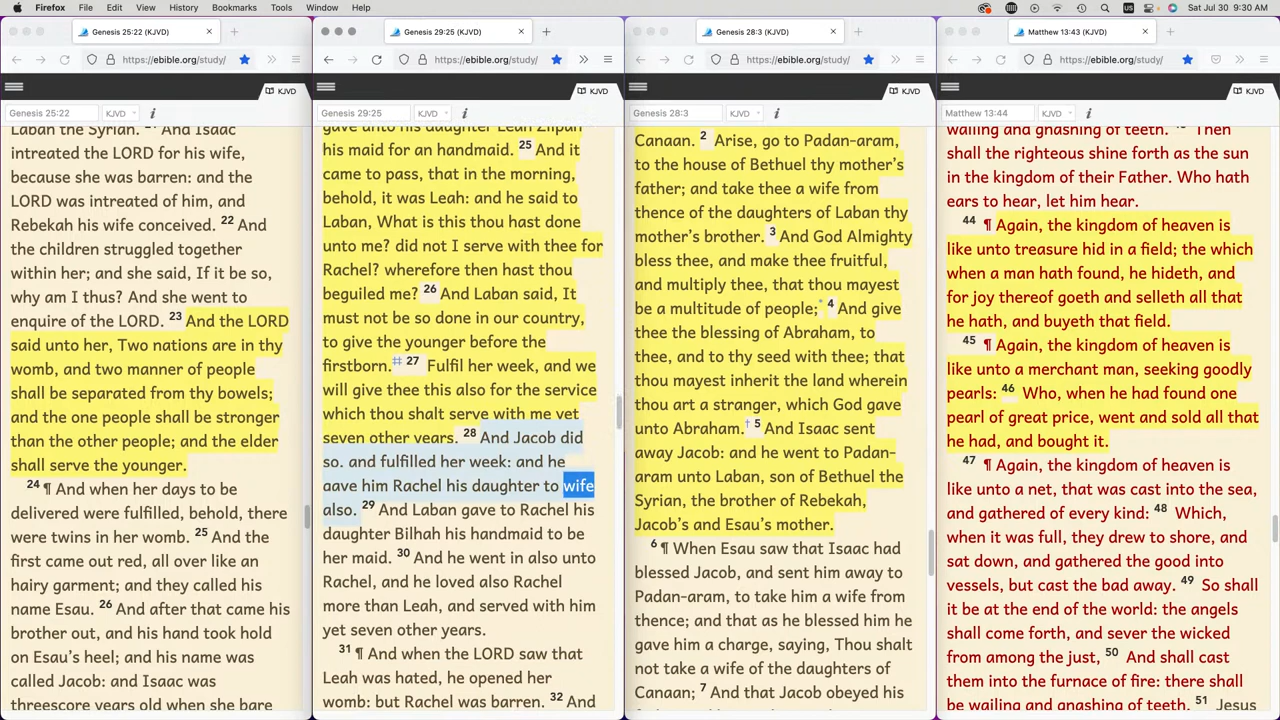 Firefox File Edit View History Bookmarks Tools Window Help Sat Jul 30 9:30 AM
Genesis 25:22 (KJVD)
https://ebible.org/study/
KJVD
Genesis 25:22 KJVD i
Laban the Syrian. 21 And Isaac
intreated the LORD for his wife,
because she was barren: and the
LORD was intreated of him, and
Rebekah his wife conceived. 22 And
the children struggled together
within her; and she said, If it be so,
why am I thus? And she went to
enquire of the LORD. 23 And the LORD
said unto her, Two nations are in thy
womb, and two manner of people
shall be separated from thy bowels;
and the one people shall be stronger
than the other people; and the elder
shall serve the younger.
24 ¶ And when her days to be
delivered were fulfilled, behold, there
were twins in her womb. 25 And the
first came out red, all over like an
hairy garment; and they called his
name Esau. 26 And after that came his
brother out, and his hand took hold
on Esau's heel; and his name was
called Jacob: and Isaac was
threescore years old when she bare
Genesis 29:25 (KJVD)
https://ebible.org/study/
KJVD
Genesis 29:25 KJVD i
gave unto his daughter Leah Zilpah
his maid for an handmaid. 25 And it
came to pass, that in the morning,
behold, it was Leah: and he said to
Laban, What is this thou hast done
unto me? did not I serve with thee for
Rachel? wherefore then hast thou
beguiled me? 26 And Laban said, It
must not be so done in our country,
to give the younger before the
firstborn. 27 Fulfil her week, and we
will give thee this also for the service
which thou shalt serve with me yet
seven other years. 28 And Jacob did
so, and fulfilled her week: and he
gave him Rachel his daughter to wife
also. 29 And Laban gave to Rachel his
daughter Bilhah his handmaid to be
her maid. 30 And he went in also unto
Rachel, and he loved also Rachel
more than Leah, and served with him
yet seven other years.
31 ¶ And when the LORD saw that
Leah was hated, he opened her
womb: but Rachel was barren. 32 And
Genesis 28:3 (KJVD)
https://ebible.org/study/
KJVD
Genesis 28:3 KJVD i
Canaan. 2 Arise, go to Padan-aram,
to the house of Bethuel thy mother's
father; and take thee a wife from
thence of the daughters of Laban thy
mother's brother. 3 And God Almighty
bless thee, and make thee fruitful,
and multiply thee, that thou mayest
be a multitude of people;* 4 And give
thee the blessing of Abraham, to
thee, and to thy seed with thee; that
thou mayest inherit the land wherein
thou art a stranger, which God gave
unto Abraham.† 5 And Isaac sent
away Jacob: and he went to Padan-
aram unto Laban, son of Bethuel the
Syrian, the brother of Rebekah,
Jacob's and Esau's mother.
6 ¶ When Esau saw that Isaac had
blessed Jacob, and sent him away to
Padan-aram, to take him a wife from
thence; and that as he blessed him he
gave him a charge, saying, Thou shalt
not take a wife of the daughters of
Canaan; 7 And that Jacob obeyed his
Matthew 13:43 (KJVD)
https://ebible.org/study/
KJVD
Matthew 13:44 KJVD i
wailing and gnashing of teeth. 43 Then
shall the righteous shine forth as the sun
in the kingdom of their Father. Who hath
ears to hear, let him hear.
44 ¶ Again, the kingdom of heaven is
like unto treasure hid in a field; the which
when a man hath found, he hideth, and
for joy thereof goeth and selleth all that
he hath, and buyeth that field.
45 ¶ Again, the kingdom of heaven is
like unto a merchant man, seeking goodly
pearls: 46 Who, when he had found one
pearl of great price, went and sold all that
he had, and bought it.
47 ¶ Again, the kingdom of heaven is
like unto a net, that was cast into the sea,
and gathered of every kind: 48 Which,
when it was full, they drew to shore, and
sat down, and gathered the good into
vessels, but cast the bad away. 49 So shall
it be at the end of the world: the angels
shall come forth, and sever the wicked
from among the just, 50 And shall cast
them into the furnace of fire: there shall
be wailing and gnashing of teeth. 51 Jesus